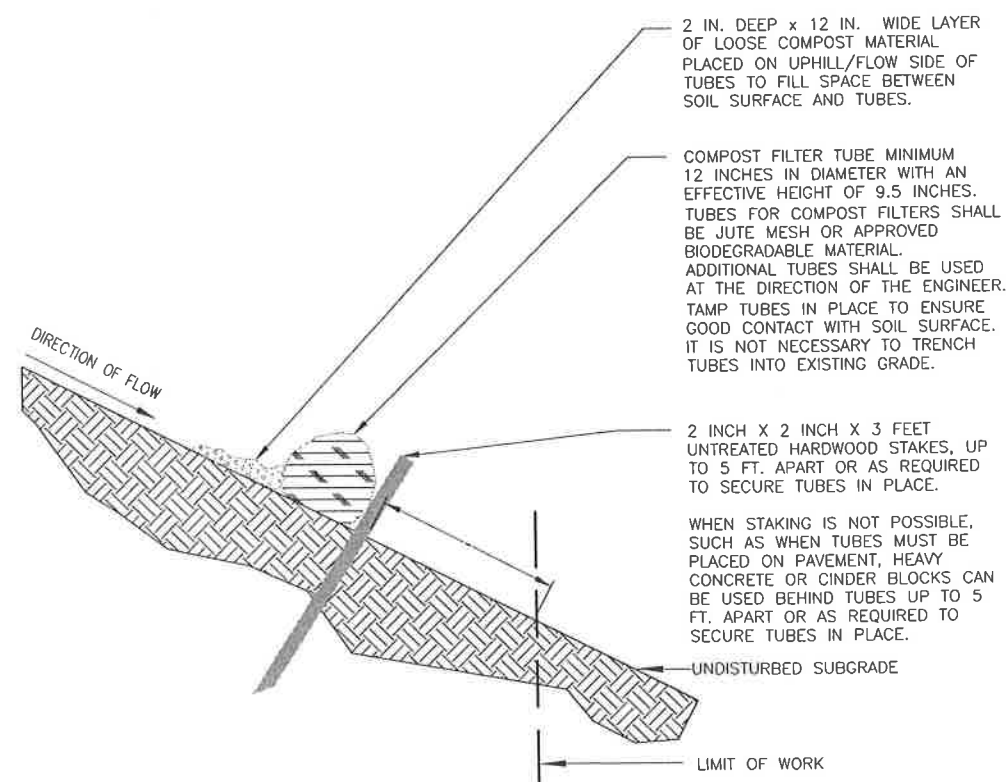 2 IN. DEEP x 12 IN. WIDE LAYER
OF LOOSE COMPOST MATERIAL
PLACED ON UPHILL/FLOW SIDE OF
TUBES TO FILL SPACE BETWEEN
SOIL SURFACE AND TUBES.
COMPOST FILTER TUBE MINIMUM
12 INCHES IN DIAMETER WITH AN
EFFECTIVE HEIGHT OF 9.5 INCHES.
TUBES FOR COMPOST FILTERS SHALL
BE JUTE MESH OR APPROVED
BIODEGRADABLE MATERIAL.
ADDITIONAL TUBES SHALL BE USED
AT THE DIRECTION OF THE ENGINEER.
TAMP TUBES IN PLACE TO ENSURE
GOOD CONTACT WITH SOIL SURFACE.
IT IS NOT NECESSARY TO TRENCH
TUBES INTO EXISTING GRADE.
DIRECTION OF FLOW
2 INCH X 2 INCH X 3 FEET
UNTREATED HARDWOOD STAKES, UP
TO 5 FT. APART OR AS REQUIRED
TO SECURE TUBES IN PLACE.
WHEN STAKING IS NOT POSSIBLE,
SUCH AS WHEN TUBES MUST BE
PLACED ON PAVEMENT, HEAVY
CONCRETE OR CINDER BLOCKS CAN
BE USED BEHIND TUBES UP TO 5
FT. APART OR AS REQUIRED TO
SECURE TUBES IN PLACE.
UNDISTURBED SUBGRADE
LIMIT OF WORK